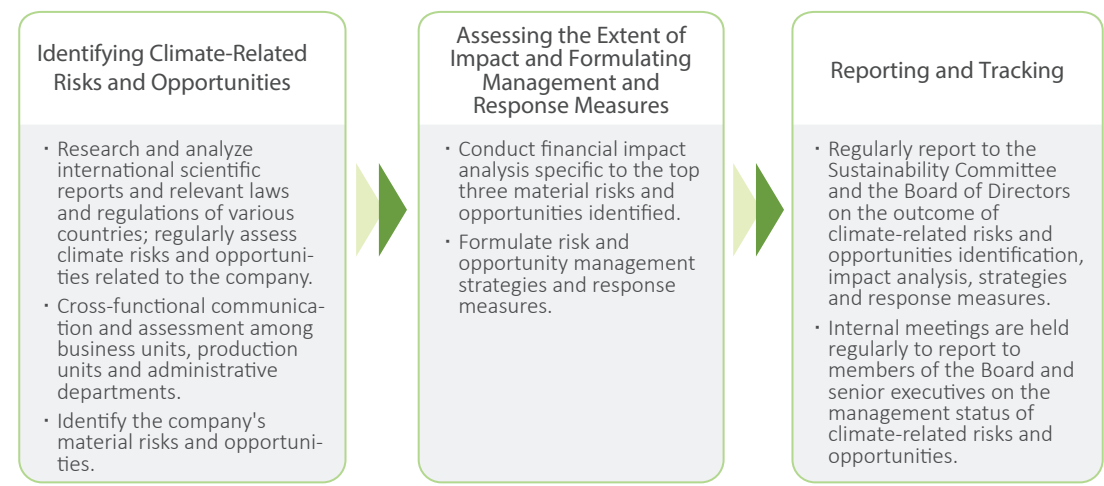 Identifying Climate-Related
Risks and Opportunities
· Research and analyze
international scientific
reports and relevant laws
and regulations of various
countries; regularly assess
climate risks and opportuni-
ties related to the company.
· Cross-functional communica-
tion and assessment among
business units, production
units and administrative
departments.
· Identify the company's
material risks and opportuni-
ties.
Assessing the Extent of
Impact and Formulating
Management and
Response Measures
· Conduct financial impact
analysis specific to the top
three material risks and
opportunities identified.
· Formulate risk and
opportunity management
strategies and response
measures.
Reporting and Tracking
· Regularly report to the
Sustainability Committee
and the Board of Directors
on the outcome of
climate-related risks and
opportunities identification,
impact analysis, strategies
and response measures.
· Internal meetings are held
regularly to report to
members of the Board and
senior executives on the
management status of
climate-related risks and
opportunities.